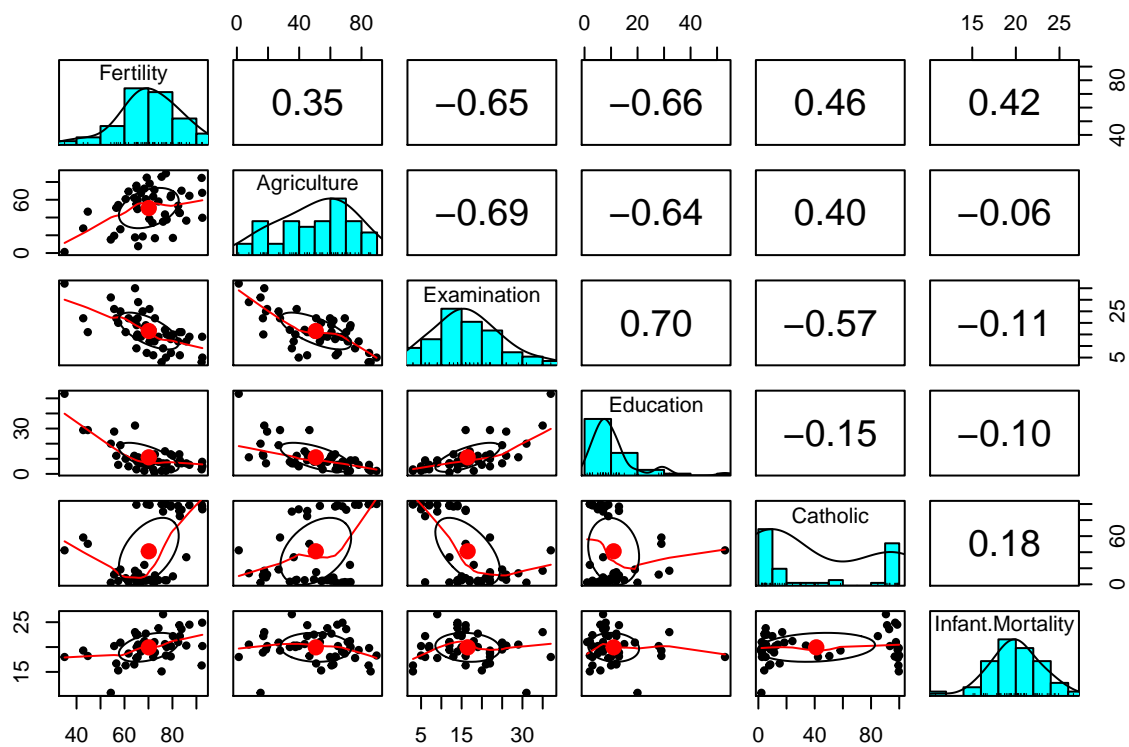 0 40 80 0 20 40 15 20 25
Fertility 0.35 −0.65 −0.66 0.46 0.42 40 80
0 60 Agriculture −0.69 −0.64 0.40 −0.06
Examination 0.70 −0.57 −0.11 5 25
0 30 Education −0.15 −0.10
Catholic 0.18 0 60
15 25 Infant.Mortality
40 60 80 5 15 30 0 40 80